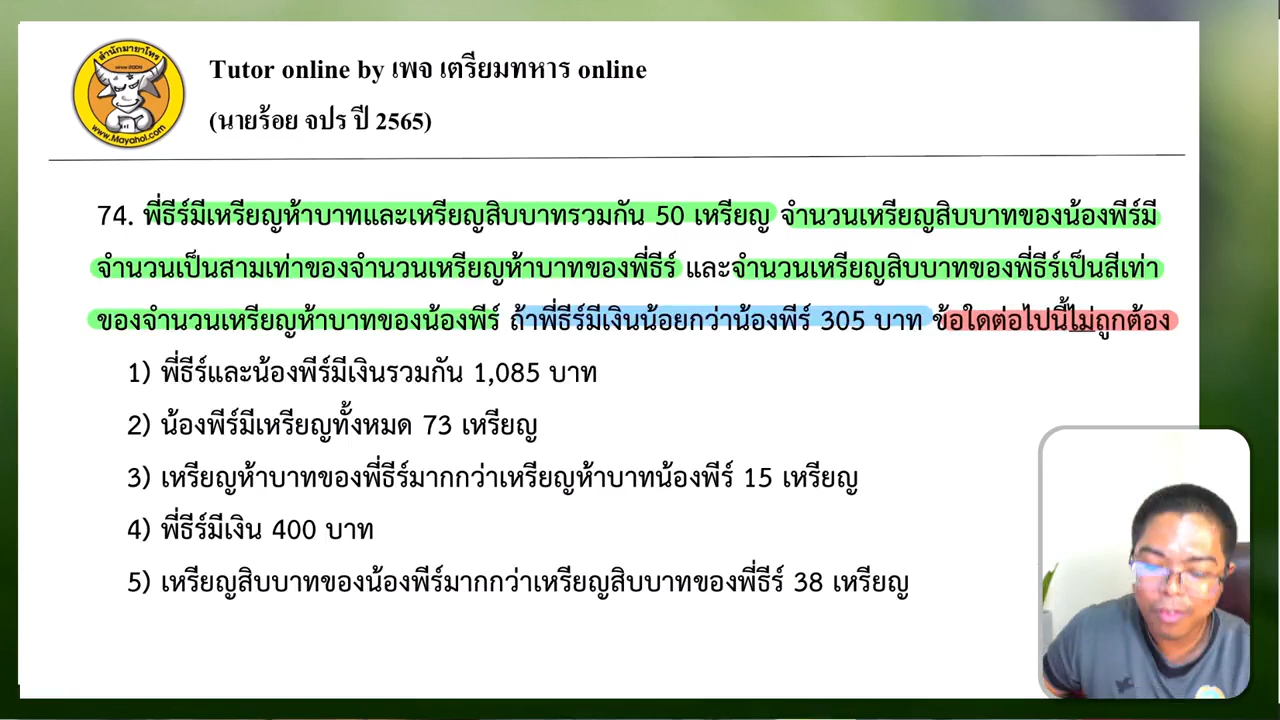 สำนักมายาโหร
since 2005
www.Mayahoi.com
Tutor online by เพจ เตรียมทหาร online
(นายร้อย จปร ปี 2565)
74. พี่ธีร์มีเหรียญห้าบาทและเหรียญสิบบาทรวมกัน 50 เหรียญ จำนวนเหรียญสิบบาทของน้องพีร์มี
จำนวนเป็นสามเท่าของจำนวนเหรียญห้าบาทของพี่ธีร์ และจำนวนเหรียญสิบบาทของพี่ธีร์เป็นสี่เท่า
ของจำนวนเหรียญห้าบาทของน้องพีร์ ถ้าพี่ธีร์มีเงินน้อยกว่าน้องพีร์ 305 บาท ข้อใดต่อไปนี้ไม่ถูกต้อง
1) พี่ธีร์และน้องพีร์มีเงินรวมกัน 1,085 บาท
2) น้องพีร์มีเหรียญทั้งหมด 73 เหรียญ
3) เหรียญห้าบาทของพี่ธีร์มากกว่าเหรียญห้าบาทน้องพีร์ 15 เหรียญ
4) พี่ธีร์มีเงิน 400 บาท
5) เหรียญสิบบาทของน้องพีร์มากกว่าเหรียญสิบบาทของพี่ธีร์ 38 เหรียญ